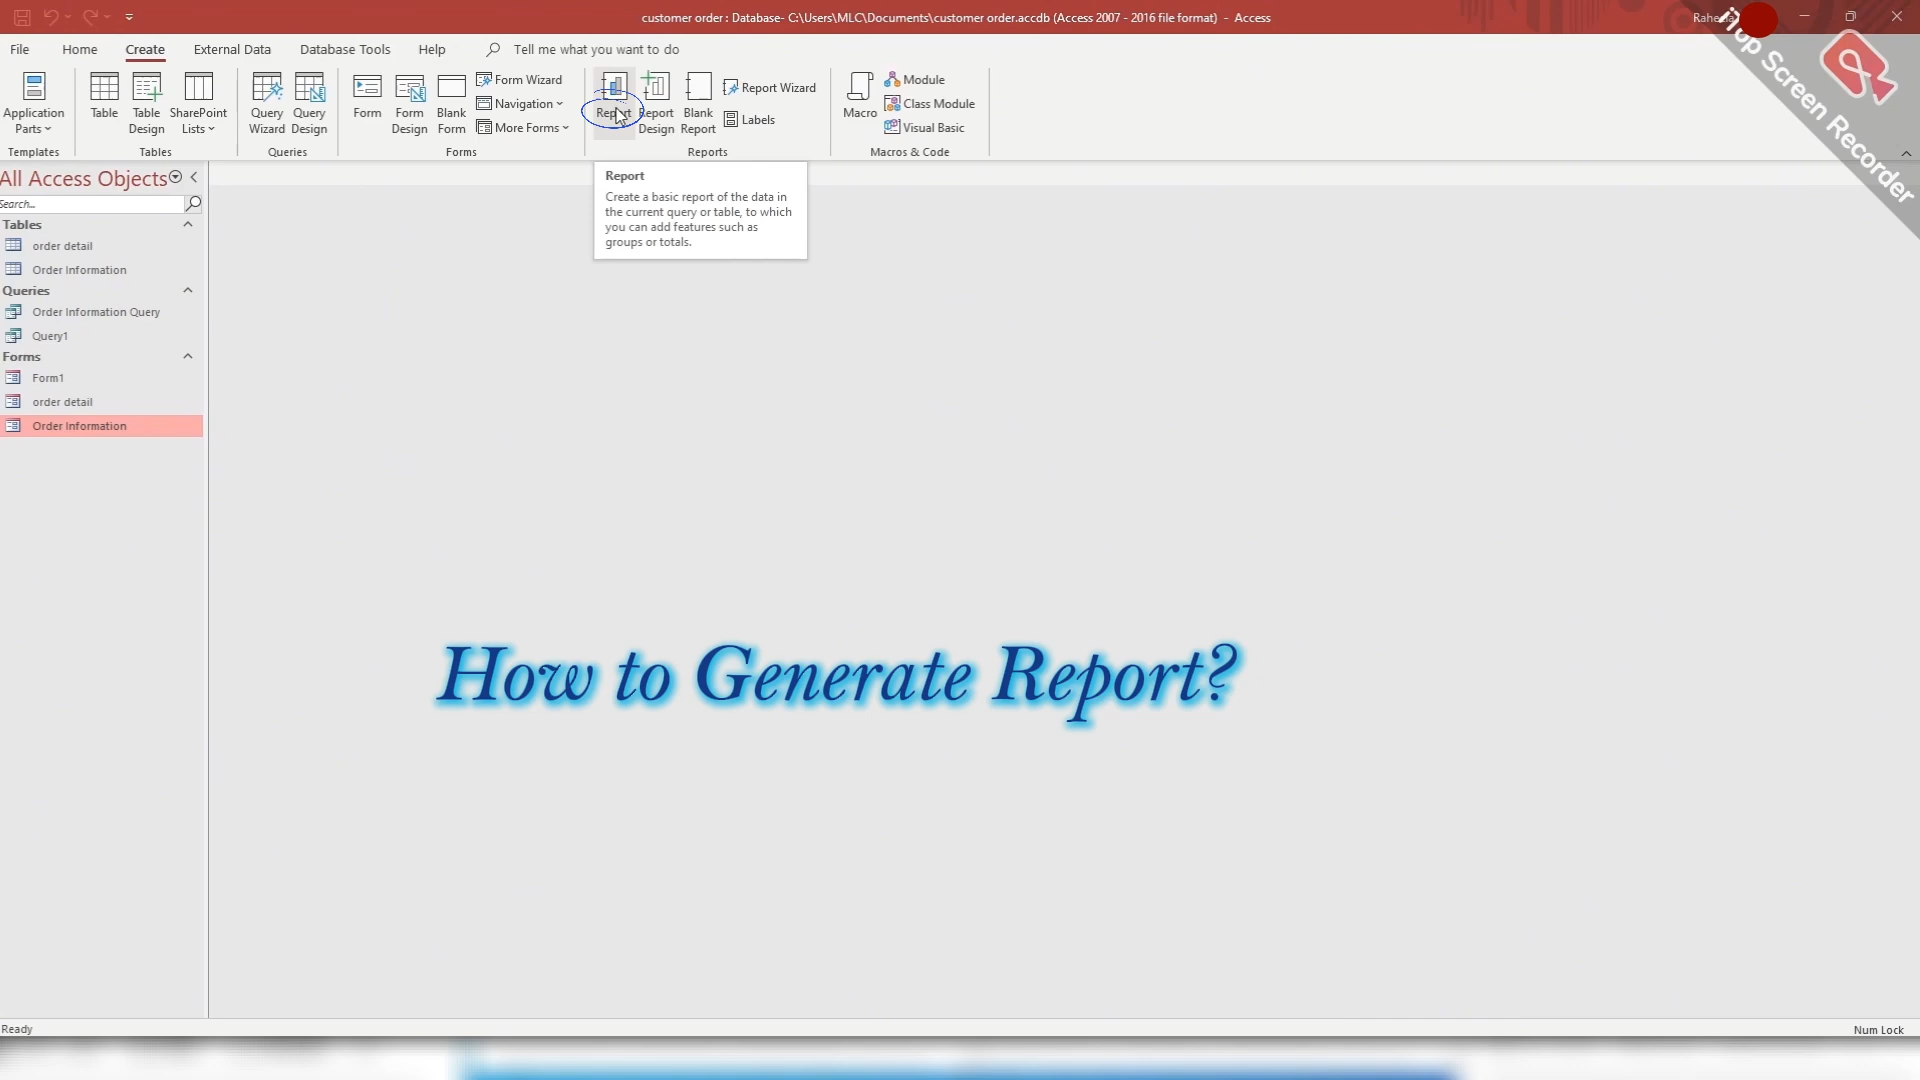 customer order : Database- C:\Users\MLC\Documents\customer order.accdb (Access 2007 - 2016 file format) - Access
File Home Create External Data Database Tools Help Tell me what you want to do
Application Parts
Templates
Table
Table Design
SharePoint Lists
Tables
Query Wizard
Query Design
Queries
Form
Form Design
Blank Form
Form Wizard
Navigation
More Forms
Forms
Report
Report Design
Blank Report
Report Wizard
Labels
Reports
Macro
Module
Class Module
Visual Basic
Macros & Code
iTop Screen Recorder
All Access Objects
Search...
Tables
order detail
Order Information
Queries
Order Information Query
Query1
Forms
Form1
order detail
Order Information
Report
Create a basic report of the data in
the current query or table, to which
you can add features such as
groups or totals.
How to Generate Report?
Ready
Num Lock